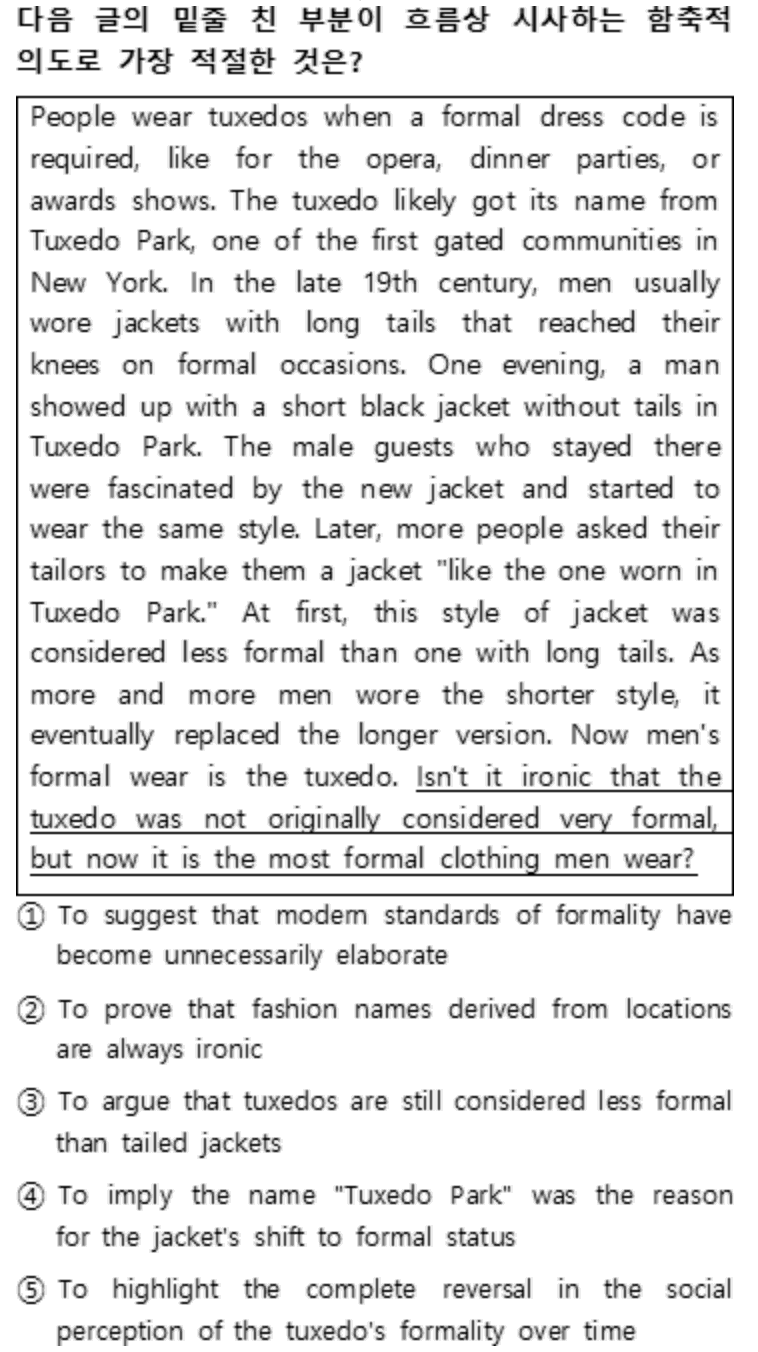 다음 글의 밑줄 친 부분이 흐름상 시사하는 함축적
의도로 가장 적절한 것은?
People wear tuxedos when a formal dress code is
required, like for the opera, dinner parties, or
awards shows. The tuxedo likely got its name from
Tuxedo Park, one of the first gated communities in
New York. In the late 19th century, men usually
wore jackets with long tails that reached their
knees on formal occasions. One evening, a man
showed up with a short black jacket without tails in
Tuxedo Park. The male guests who stayed there
were fascinated by the new jacket and started to
wear the same style. Later, more people asked their
tailors to make them a jacket "like the one worn in
Tuxedo Park." At first, this style of jacket was
considered less formal than one with long tails. As
more and more men wore the shorter style, it
eventually replaced the longer version. Now men's
formal wear is the tuxedo. Isn't it ironic that the
tuxedo was not originally considered very formal,
but now it is the most formal clothing men wear?
① To suggest that modern standards of formality have
become unnecessarily elaborate
② To prove that fashion names derived from locations
are always ironic
③ To argue that tuxedos are still considered less formal
than tailed jackets
④ To imply the name "Tuxedo Park" was the reason
for the jacket's shift to formal status
⑤ To highlight the complete reversal in the social
perception of the tuxedo's formality over time